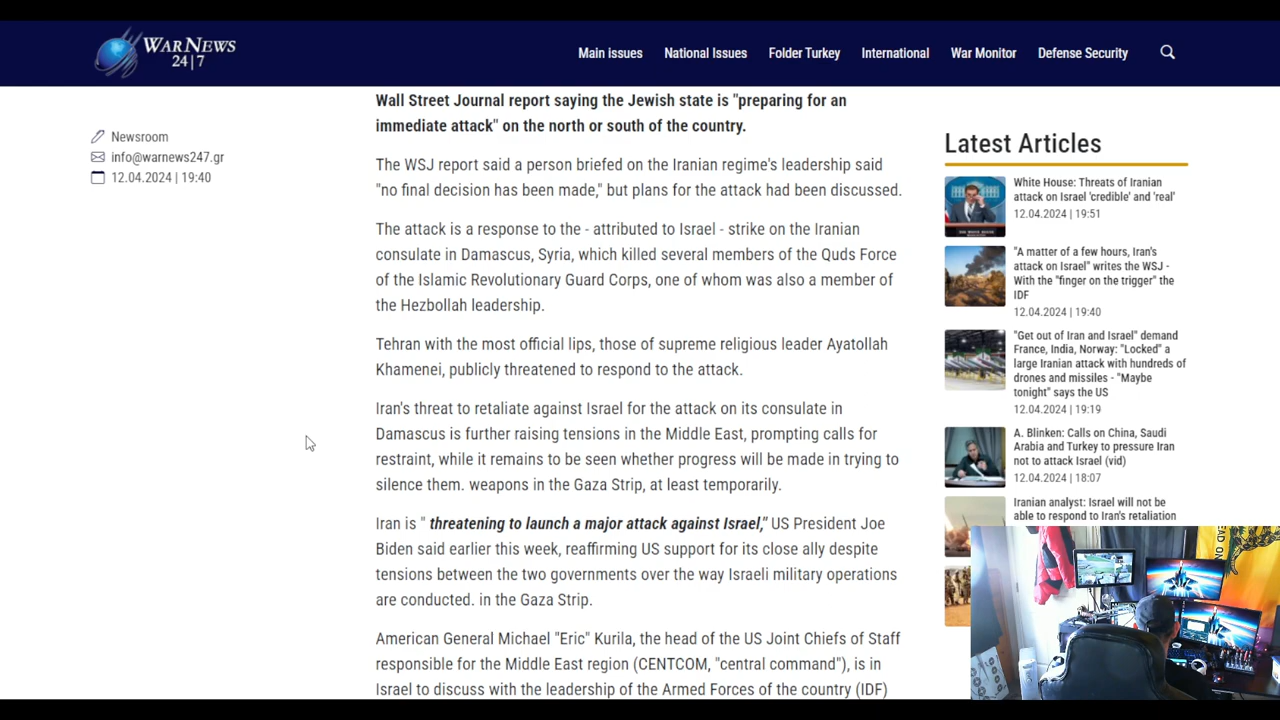 WARNEWS
24|7
Main issues
National Issues
Folder Turkey
International
War Monitor
Defense Security
Newsroom
info@warnews247.gr
12.04.2024 | 19:40
Wall Street Journal report saying the Jewish state is "preparing for an
immediate attack" on the north or south of the country.
The WSJ report said a person briefed on the Iranian regime's leadership said
"no final decision has been made," but plans for the attack had been discussed.
The attack is a response to the - attributed to Israel - strike on the Iranian
consulate in Damascus, Syria, which killed several members of the Quds Force
of the Islamic Revolutionary Guard Corps, one of whom was also a member of
the Hezbollah leadership.
Tehran with the most official lips, those of supreme religious leader Ayatollah
Khamenei, publicly threatened to respond to the attack.
Iran's threat to retaliate against Israel for the attack on its consulate in
Damascus is further raising tensions in the Middle East, prompting calls for
restraint, while it remains to be seen whether progress will be made in trying to
silence them. weapons in the Gaza Strip, at least temporarily.
Iran is " threatening to launch a major attack against Israel," US President Joe
Biden said earlier this week, reaffirming US support for its close ally despite
tensions between the two governments over the way Israeli military operations
are conducted. in the Gaza Strip.
American General Michael "Eric" Kurila, the head of the US Joint Chiefs of Staff
responsible for the Middle East region (CENTCOM, "central command"), is in
Israel to discuss with the leadership of the Armed Forces of the country (IDF)
Latest Articles
White House: Threats of Iranian
attack on Israel 'credible' and 'real'
12.04.2024 | 19:51
"A matter of a few hours, Iran's
attack on Israel" writes the WSJ -
With the "finger on the trigger" the
IDF
12.04.2024 | 19:40
"Get out of Iran and Israel" demand
France, India, Norway: "Locked" a
large Iranian attack with hundreds of
drones and missiles - "Maybe
tonight" says the US
12.04.2024 | 19:19
A. Blinken: Calls on China, Saudi
Arabia and Turkey to pressure Iran
not to attack Israel (vid)
12.04.2024 | 18:07
Iranian analyst: Israel will not be
able to respond to Iran's retaliation